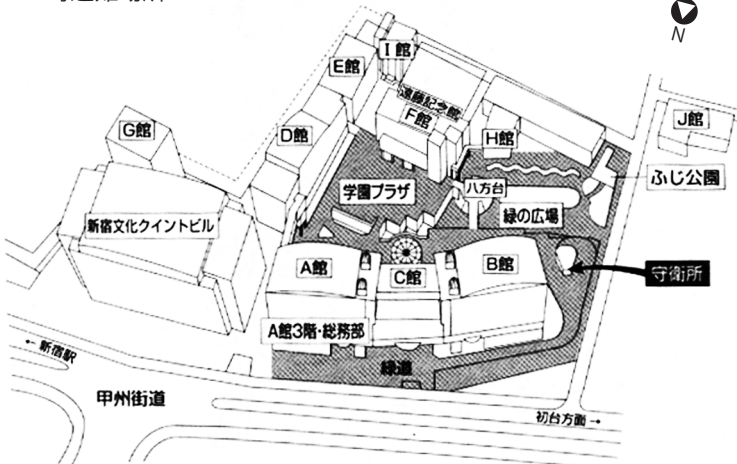 N
I館
E館
遠藤記念館
F館
J館
G館
D館
H館
学園プラザ
八方台
ふじ公園
緑の広場
新宿文化クイントビル
A館
C館
B館
守衛所
A館3階・総務部
←新宿駅
緑道
甲州街道
初台方面→